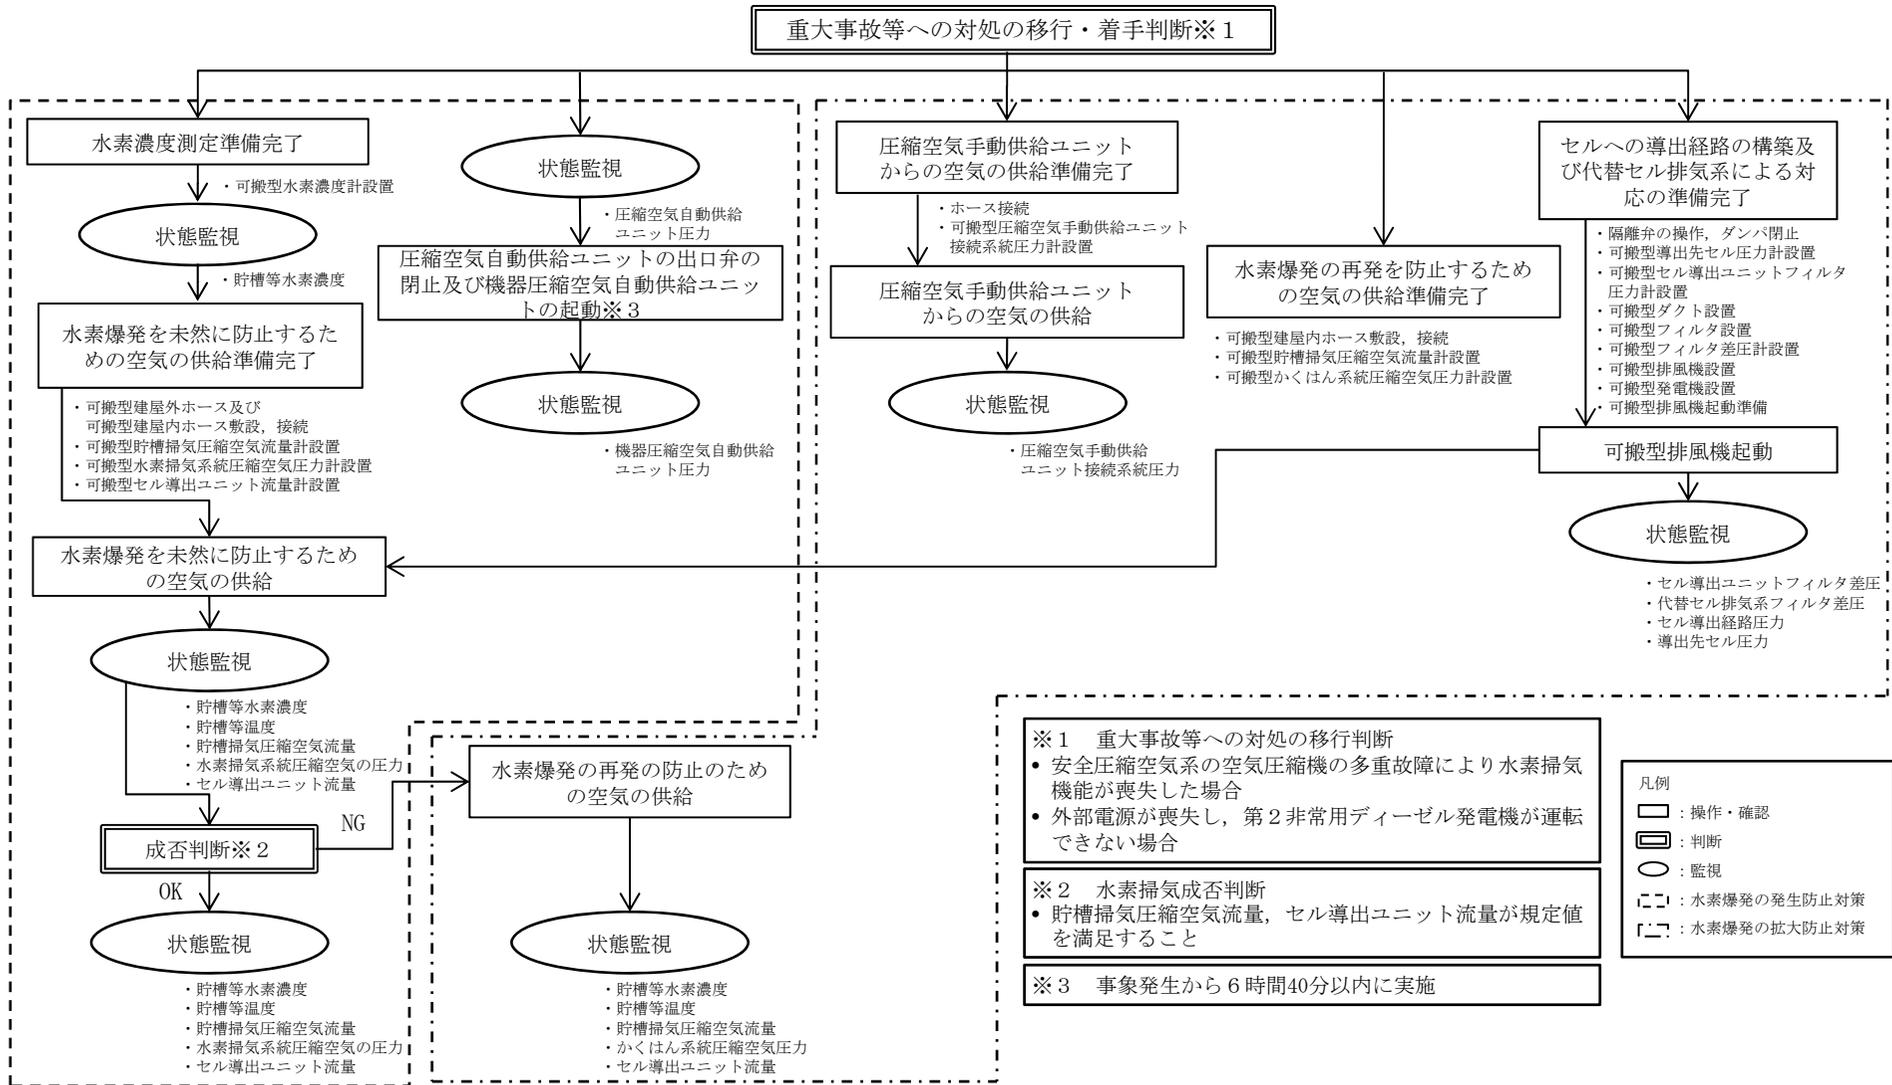 重大事故等への対処の移行・着手判断※１
水素濃度測定準備完了
・可搬型水素濃度計設置
状態監視
・貯槽等水素濃度
水素爆発を未然に防止するた
めの空気の供給準備完了
・可搬型建屋外ホース及び
可搬型建屋内ホース敷設，接続
・可搬型貯槽掃気圧縮空気流量計設置
・可搬型水素掃気系統圧縮空気圧力計設置
・可搬型セル導出ユニット流量計設置
水素爆発を未然に防止するため
の空気の供給
状態監視
・貯槽等水素濃度
・貯槽等温度
・貯槽掃気圧縮空気流量
・水素掃気系統圧縮空気の圧力
・セル導出ユニット流量
成否判断※２
NG
OK
状態監視
・貯槽等水素濃度
・貯槽等温度
・貯槽掃気圧縮空気流量
・水素掃気系統圧縮空気の圧力
・セル導出ユニット流量
状態監視
・圧縮空気自動供給
ユニット圧力
圧縮空気自動供給ユニットの出口弁の
閉止及び機器圧縮空気自動供給ユニッ
トの起動※３
状態監視
・機器圧縮空気自動供給
ユニット圧力
圧縮空気手動供給ユニット
からの空気の供給準備完了
・ホース接続
・可搬型圧縮空気手動供給ユニット
接続系統圧力計設置
圧縮空気手動供給ユニット
からの空気の供給
状態監視
・圧縮空気手動供給
ユニット接続系統圧力
水素爆発の再発を防止するため
の空気の供給準備完了
・可搬型建屋内ホース敷設，接続
・可搬型貯槽掃気圧縮空気流量計設置
・可搬型かくはん系統圧縮空気圧力計設置
セルへの導出経路の構築及
び代替セル排気系による対
応の準備完了
・隔離弁の操作，ダンパ閉止
・可搬型導出先セル圧力計設置
・可搬型セル導出ユニットフィルタ
圧力計設置
・可搬型ダクト設置
・可搬型フィルタ設置
・可搬型フィルタ差圧計設置
・可搬型排風機設置
・可搬型発電機設置
・可搬型排風機起動準備
可搬型排風機起動
状態監視
・セル導出ユニットフィルタ差圧
・代替セル排気系フィルタ差圧
・セル導出経路圧力
・導出先セル圧力
水素爆発の再発の防止のため
の空気の供給
状態監視
・貯槽等水素濃度
・貯槽等温度
・貯槽掃気圧縮空気流量
・かくはん系統圧縮空気圧力
・セル導出ユニット流量
※１　重大事故等への対処の移行判断
• 安全圧縮空気系の空気圧縮機の多重故障により水素掃気
機能が喪失した場合
• 外部電源が喪失し，第２非常用ディーゼル発電機が運転
できない場合
※２　水素掃気成否判断
• 貯槽掃気圧縮空気流量，セル導出ユニット流量が規定値
を満足すること
※３　事象発生から６時間40分以内に実施
凡例
：操作・確認
：判断
：監視
：水素爆発の発生防止対策
：水素爆発の拡大防止対策